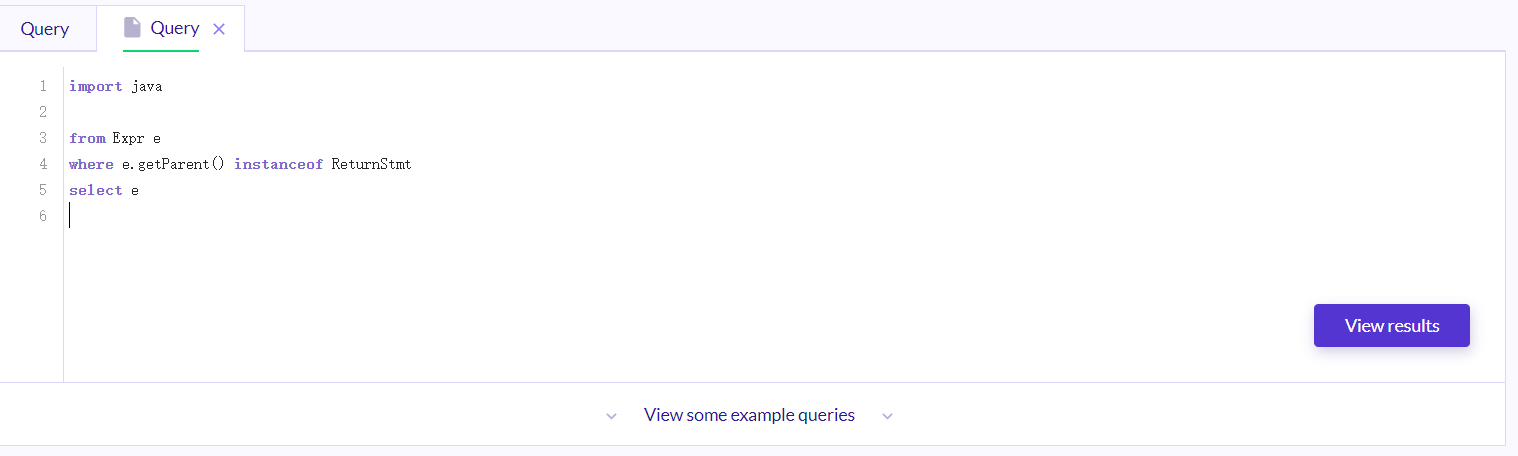 Query
Query
1 import java
2
3 from Expr e
4 where e.getParent() instanceof ReturnStmt
5 select e
6
View results
View some example queries